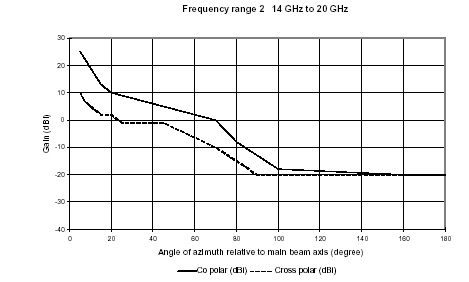 Frequency range 2 14 GHz to 20 GHz
30
20
10
0
-10
-20
-30
-40
Gain (dBi)
0 20 40 60 80 100 120 140 160 180
Angle of azimuth relative to main beam axis (degree)
Co polar (dBi) Cross polar (dBi)